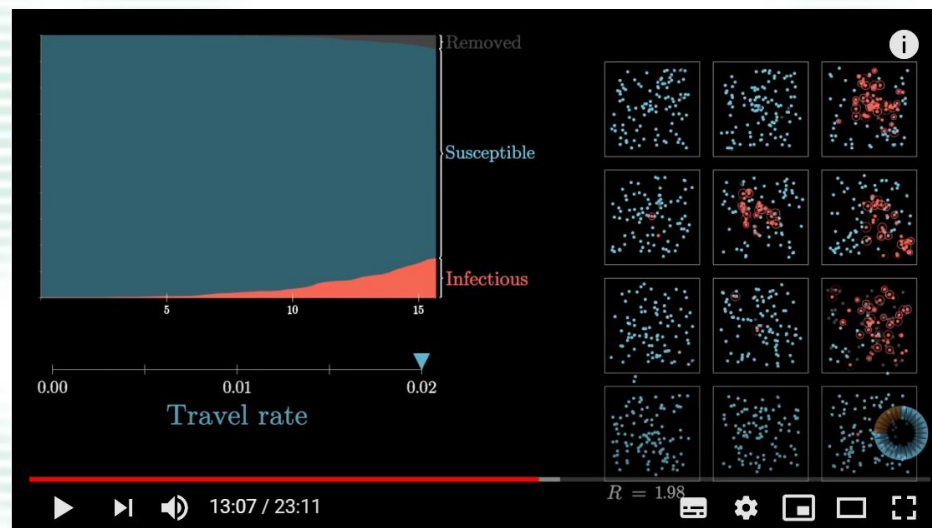 Removed
Susceptible
Infectious
5 10 15
0.00 0.01 0.02
Travel rate
R = 1.98
13:07 / 23:11